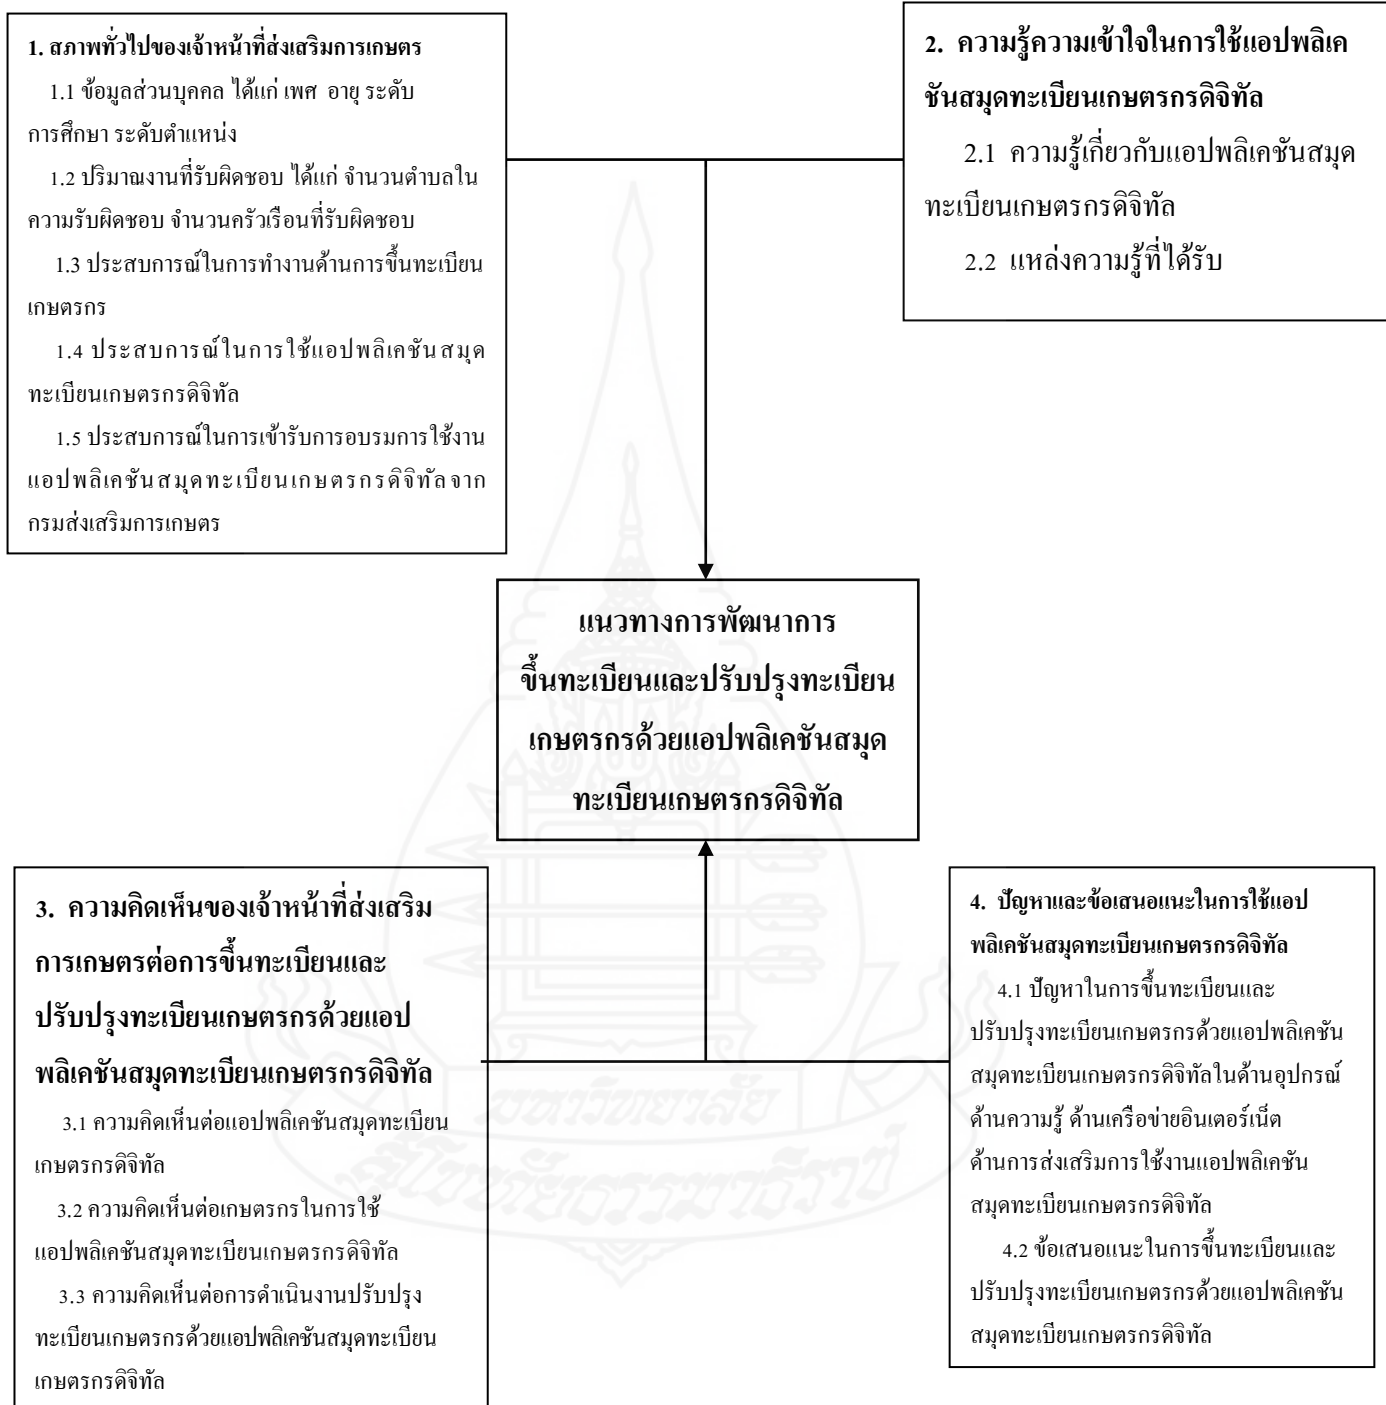 1. สภาพทั่วไปของเจ้าหน้าที่ส่งเสริมการเกษตร
1.1 ข้อมูลส่วนบุคคล ได้แก่ เพศ อายุ ระดับ
การศึกษา ระดับตำแหน่ง
1.2 ปริมาณงานที่รับผิดชอบ ได้แก่ จำนวนตำบลใน
ความรับผิดชอบ จำนวนครัวเรือนที่รับผิดชอบ
1.3 ประสบการณ์ในการทำงานด้านการขึ้นทะเบียน
เกษตรกร
1.4 ประสบการณ์ในการใช้แอปพลิเคชันสมุด
ทะเบียนเกษตรกรดิจิทัล
1.5 ประสบการณ์ในการเข้ารับการอบรมการใช้งาน
แอปพลิเคชันสมุดทะเบียนเกษตรกรดิจิทัลจาก
กรมส่งเสริมการเกษตร
2. ความรู้ความเข้าใจในการใช้แอปพลิเค
ชันสมุดทะเบียนเกษตรกรดิจิทัล
2.1 ความรู้เกี่ยวกับแอปพลิเคชันสมุด
ทะเบียนเกษตรกรดิจิทัล
2.2 แหล่งความรู้ที่ได้รับ
แนวทางการพัฒนาการ
ขึ้นทะเบียนและปรับปรุงทะเบียน
เกษตรกรด้วยแอปพลิเคชันสมุด
ทะเบียนเกษตรกรดิจิทัล
3. ความคิดเห็นของเจ้าหน้าที่ส่งเสริม
การเกษตรต่อการขึ้นทะเบียนและ
ปรับปรุงทะเบียนเกษตรกรด้วยแอป
พลิเคชันสมุดทะเบียนเกษตรกรดิจิทัล
3.1 ความคิดเห็นต่อแอปพลิเคชันสมุดทะเบียน
เกษตรกรดิจิทัล
3.2 ความคิดเห็นต่อเกษตรกรในการใช้
แอปพลิเคชันสมุดทะเบียนเกษตรกรดิจิทัล
3.3 ความคิดเห็นต่อการดำเนินงานปรับปรุง
ทะเบียนเกษตรกรด้วยแอปพลิเคชันสมุดทะเบียน
เกษตรกรดิจิทัล
4. ปัญหาและข้อเสนอแนะในการใช้แอป
พลิเคชันสมุดทะเบียนเกษตรกรดิจิทัล
4.1 ปัญหาในการขึ้นทะเบียนและ
ปรับปรุงทะเบียนเกษตรกรด้วยแอปพลิเคชัน
สมุดทะเบียนเกษตรกรดิจิทัลในด้านอุปกรณ์
ด้านความรู้ ด้านเครือข่ายอินเตอร์เน็ต
ด้านการส่งเสริมการใช้งานแอปพลิเคชัน
สมุดทะเบียนเกษตรกรดิจิทัล
4.2 ข้อเสนอแนะในการขึ้นทะเบียนและ
ปรับปรุงทะเบียนเกษตรกรด้วยแอปพลิเคชัน
สมุดทะเบียนเกษตรกรดิจิทัล
มหาวิทยาลัย
สุโขทัยธรรมาธิราช